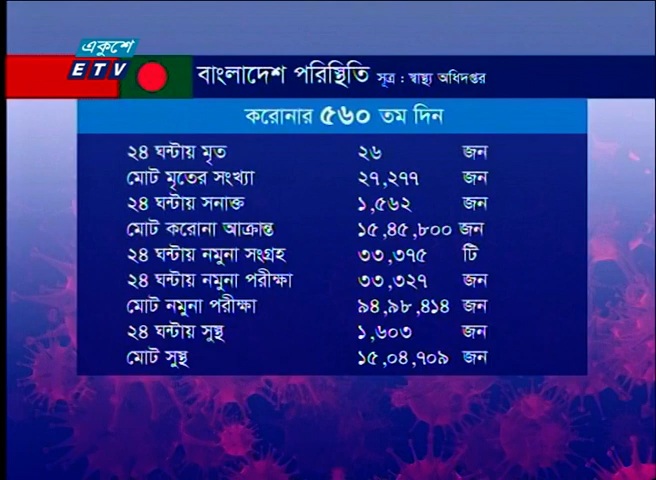 একুশে
ETV
বাংলাদেশ পরিস্থিতি সূত্র : স্বাস্থ্য অধিদপ্তর
করোনার ৫৬০ তম দিন
২৪ ঘন্টায় মৃত ২৬ জন
মোট মৃতের সংখ্যা ২৭,২৭৭ জন
২৪ ঘন্টায় সনাক্ত ১,৫৬২ জন
মোট করোনা আক্রান্ত ১৫,৪৫,৮০০ জন
২৪ ঘন্টায় নমুনা সংগ্রহ ৩৩,৩৭৫ টি
২৪ ঘন্টায় নমুনা পরীক্ষা ৩৩,৩২৭ জন
মোট নমুনা পরীক্ষা ৯৪,৯৮,৪১৪ জন
২৪ ঘন্টায় সুস্থ ১,৬০৩ জন
মোট সুস্থ ১৫,০৪,৭০৯ জন